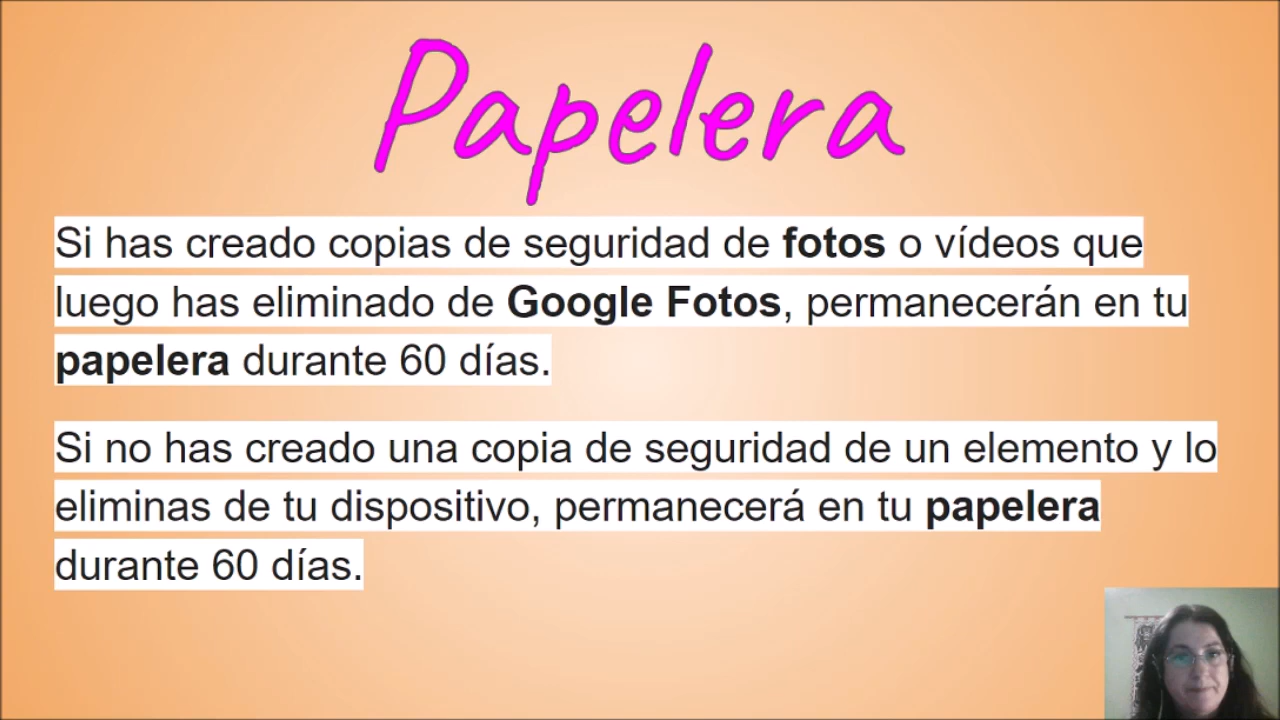 Papelera
Si has creado copias de seguridad de fotos o vídeos que
luego has eliminado de Google Fotos, permanecerán en tu
papelera durante 60 días.
Si no has creado una copia de seguridad de un elemento y lo
eliminas de tu dispositivo, permanecerá en tu papelera
durante 60 días.